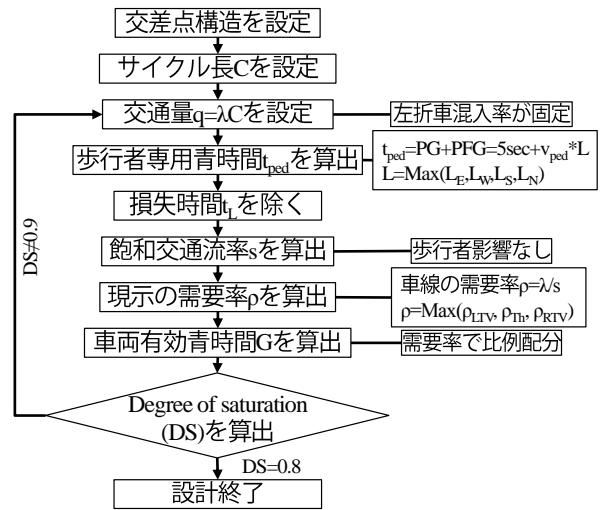 交差点構造を設定
サイクル長Cを設定
交通量q=λCを設定
左折車混入率が固定
歩行者専用青時間tpedを算出
tped=PG+PFG=5sec+vped*L
L=Max(LE,LW,LS,LN)
損失時間tLを除く
飽和交通流率sを算出
歩行者影響なし
現示の需要率ρを算出
車線の需要率ρ=λ/s
ρ=Max(ρLTV, ρTh, ρRTV)
車両有効青時間Gを算出
需要率で比例配分
DS≠0.9
Degree of saturation
(DS)を算出
DS=0.8
設計終了